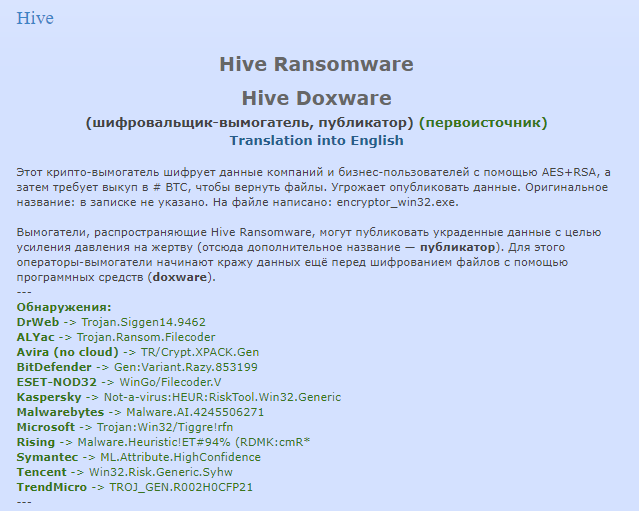 Hive
Hive Ransomware
Hive Doxware
(шифровальщик-вымогатель, публикатор) (первоисточник)
Translation into English
Этот крипто-вымогатель шифрует данные компаний и бизнес-пользователей с помощью AES+RSA, а
затем требует выкуп в # BTC, чтобы вернуть файлы. Угрожает опубликовать данные. Оригинальное
название: в записке не указано. На файле написано: encryptor_win32.exe.
Вымогатели, распространяющие Hive Ransomware, могут публиковать украденные данные с целью
усиления давления на жертву (отсюда дополнительное название — публикатор). Для этого
операторы-вымогатели начинают кражу данных ещё перед шифрованием файлов с помощью
программных средств (doxware).
---
Обнаружения:
DrWeb -> Trojan.Siggen14.9462
ALYac -> Trojan.Ransom.Filecoder
Avira (no cloud) -> TR/Crypt.XPACK.Gen
BitDefender -> Gen:Variant.Razy.853199
ESET-NOD32 -> WinGo/Filecoder.V
Kaspersky -> Not-a-virus:HEUR:RiskTool.Win32.Generic
Malwarebytes -> Malware.AI.4245506271
Microsoft -> Trojan:Win32/Tiggre!rfn
Rising -> Malware.Heuristic!ET#94% (RDMK:cmR*
Symantec -> ML.Attribute.HighConfidence
Tencent -> Win32.Risk.Generic.Syhw
TrendMicro -> TROJ_GEN.R002H0CFP21
---